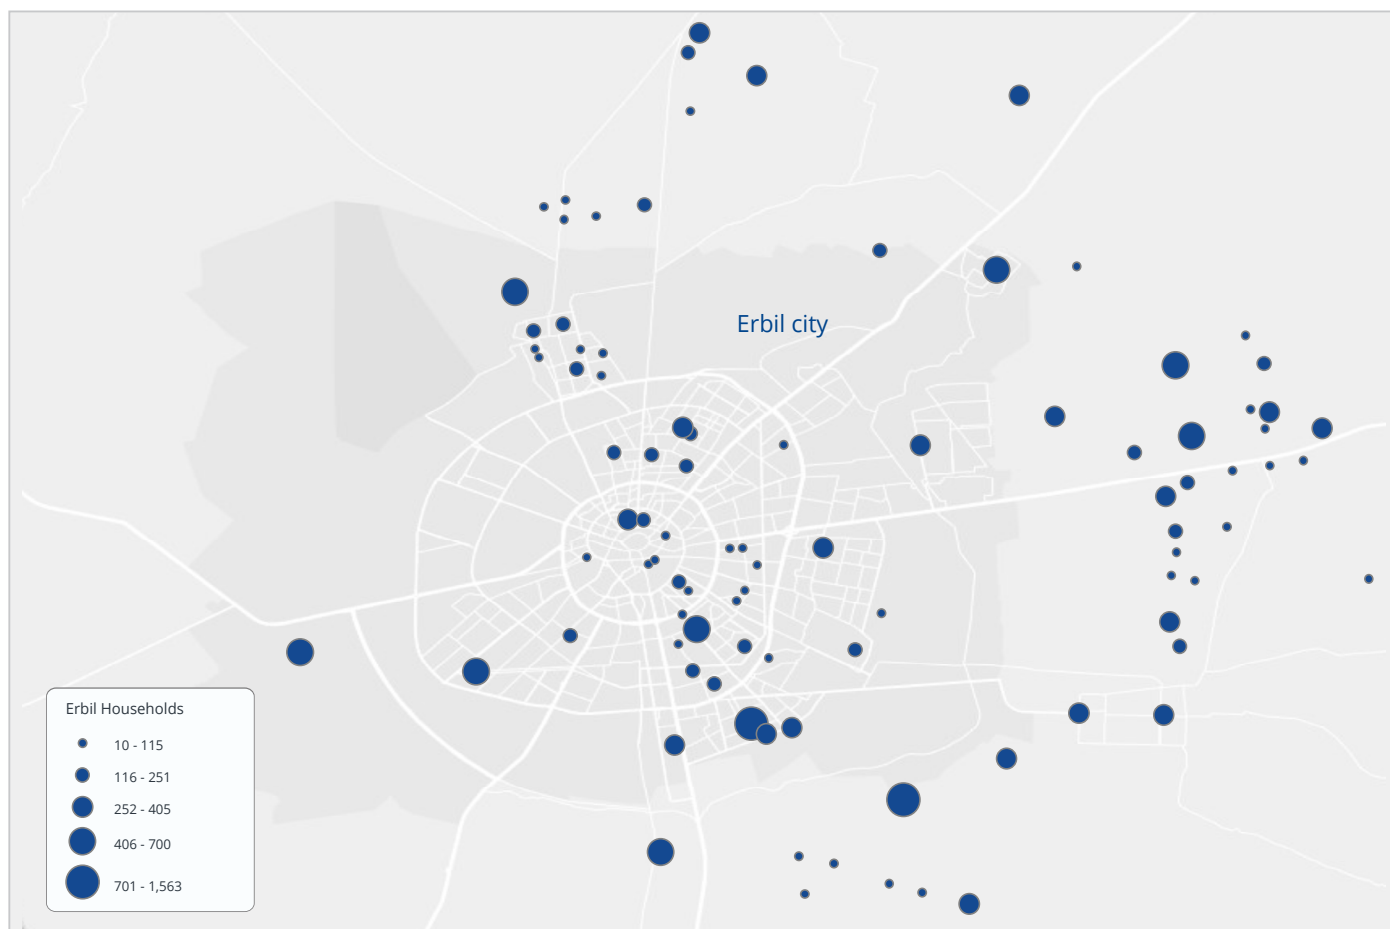 Erbil city
Erbil Households
10 - 115
116 - 251
252 - 405
406 - 700
701 - 1,563